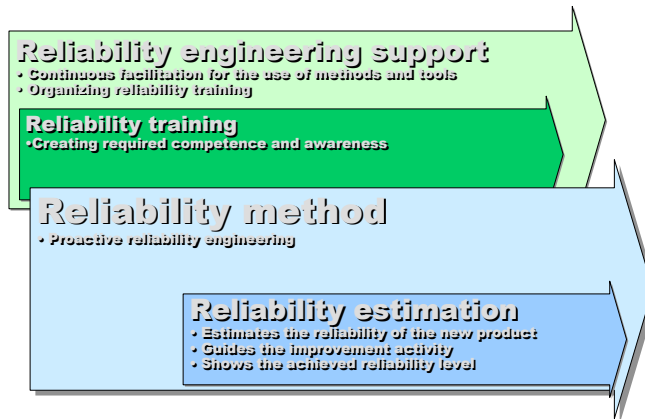 Reliability engineering support
• Continuous facilitation for the use of methods and tools
• Organizing reliability training
Reliability training
•Creating required competence and awareness
Reliability method
• Proactive reliability engineering
Reliability estimation
• Estimates the reliability of the new product
• Guides the improvement activity
• Shows the achieved reliability level